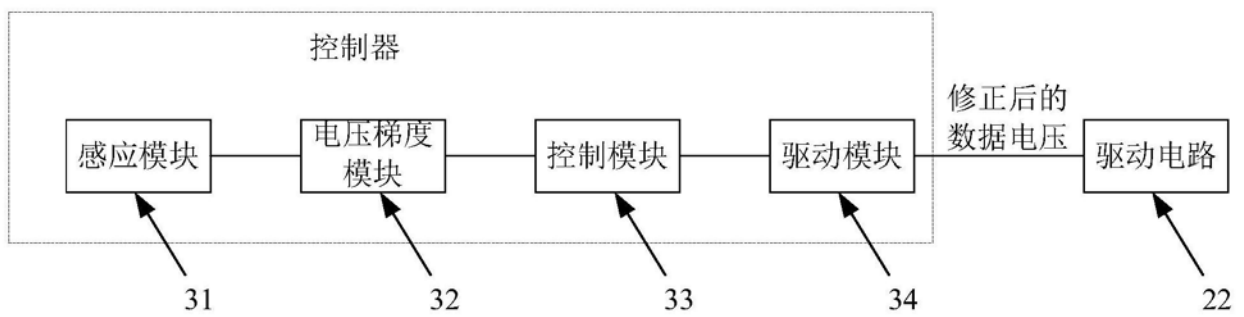 控制器
感应模块
电压梯度
模块
控制模块
驱动模块
修正后的
数据电压
驱动电路
31
32
33
34
22